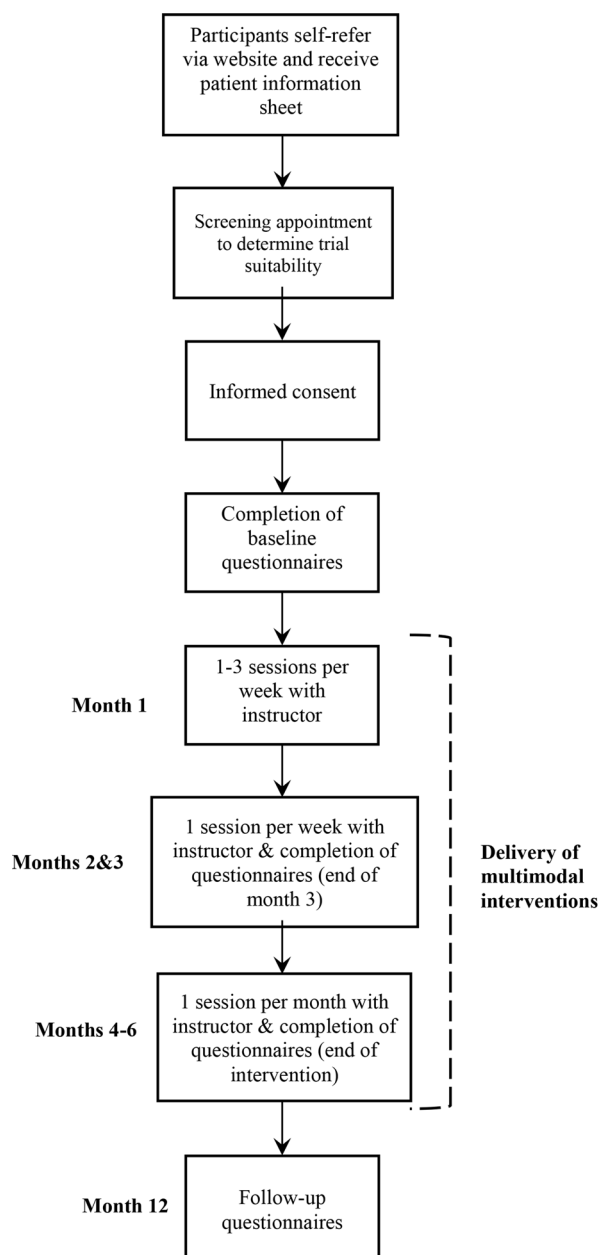 Participants self-refer
via website and receive
patient information
sheet
Screening appointment
to determine trial
suitability
Informed consent
Completion of
baseline
questionnaires
Month 1
1-3 sessions per
week with
instructor
Months 2&3
1 session per week with
instructor & completion of
questionnaires (end of
month 3)
Delivery of
multimodal
interventions
Months 4-6
1 session per month with
instructor & completion of
questionnaires (end of
intervention)
Month 12
Follow-up
questionnaires